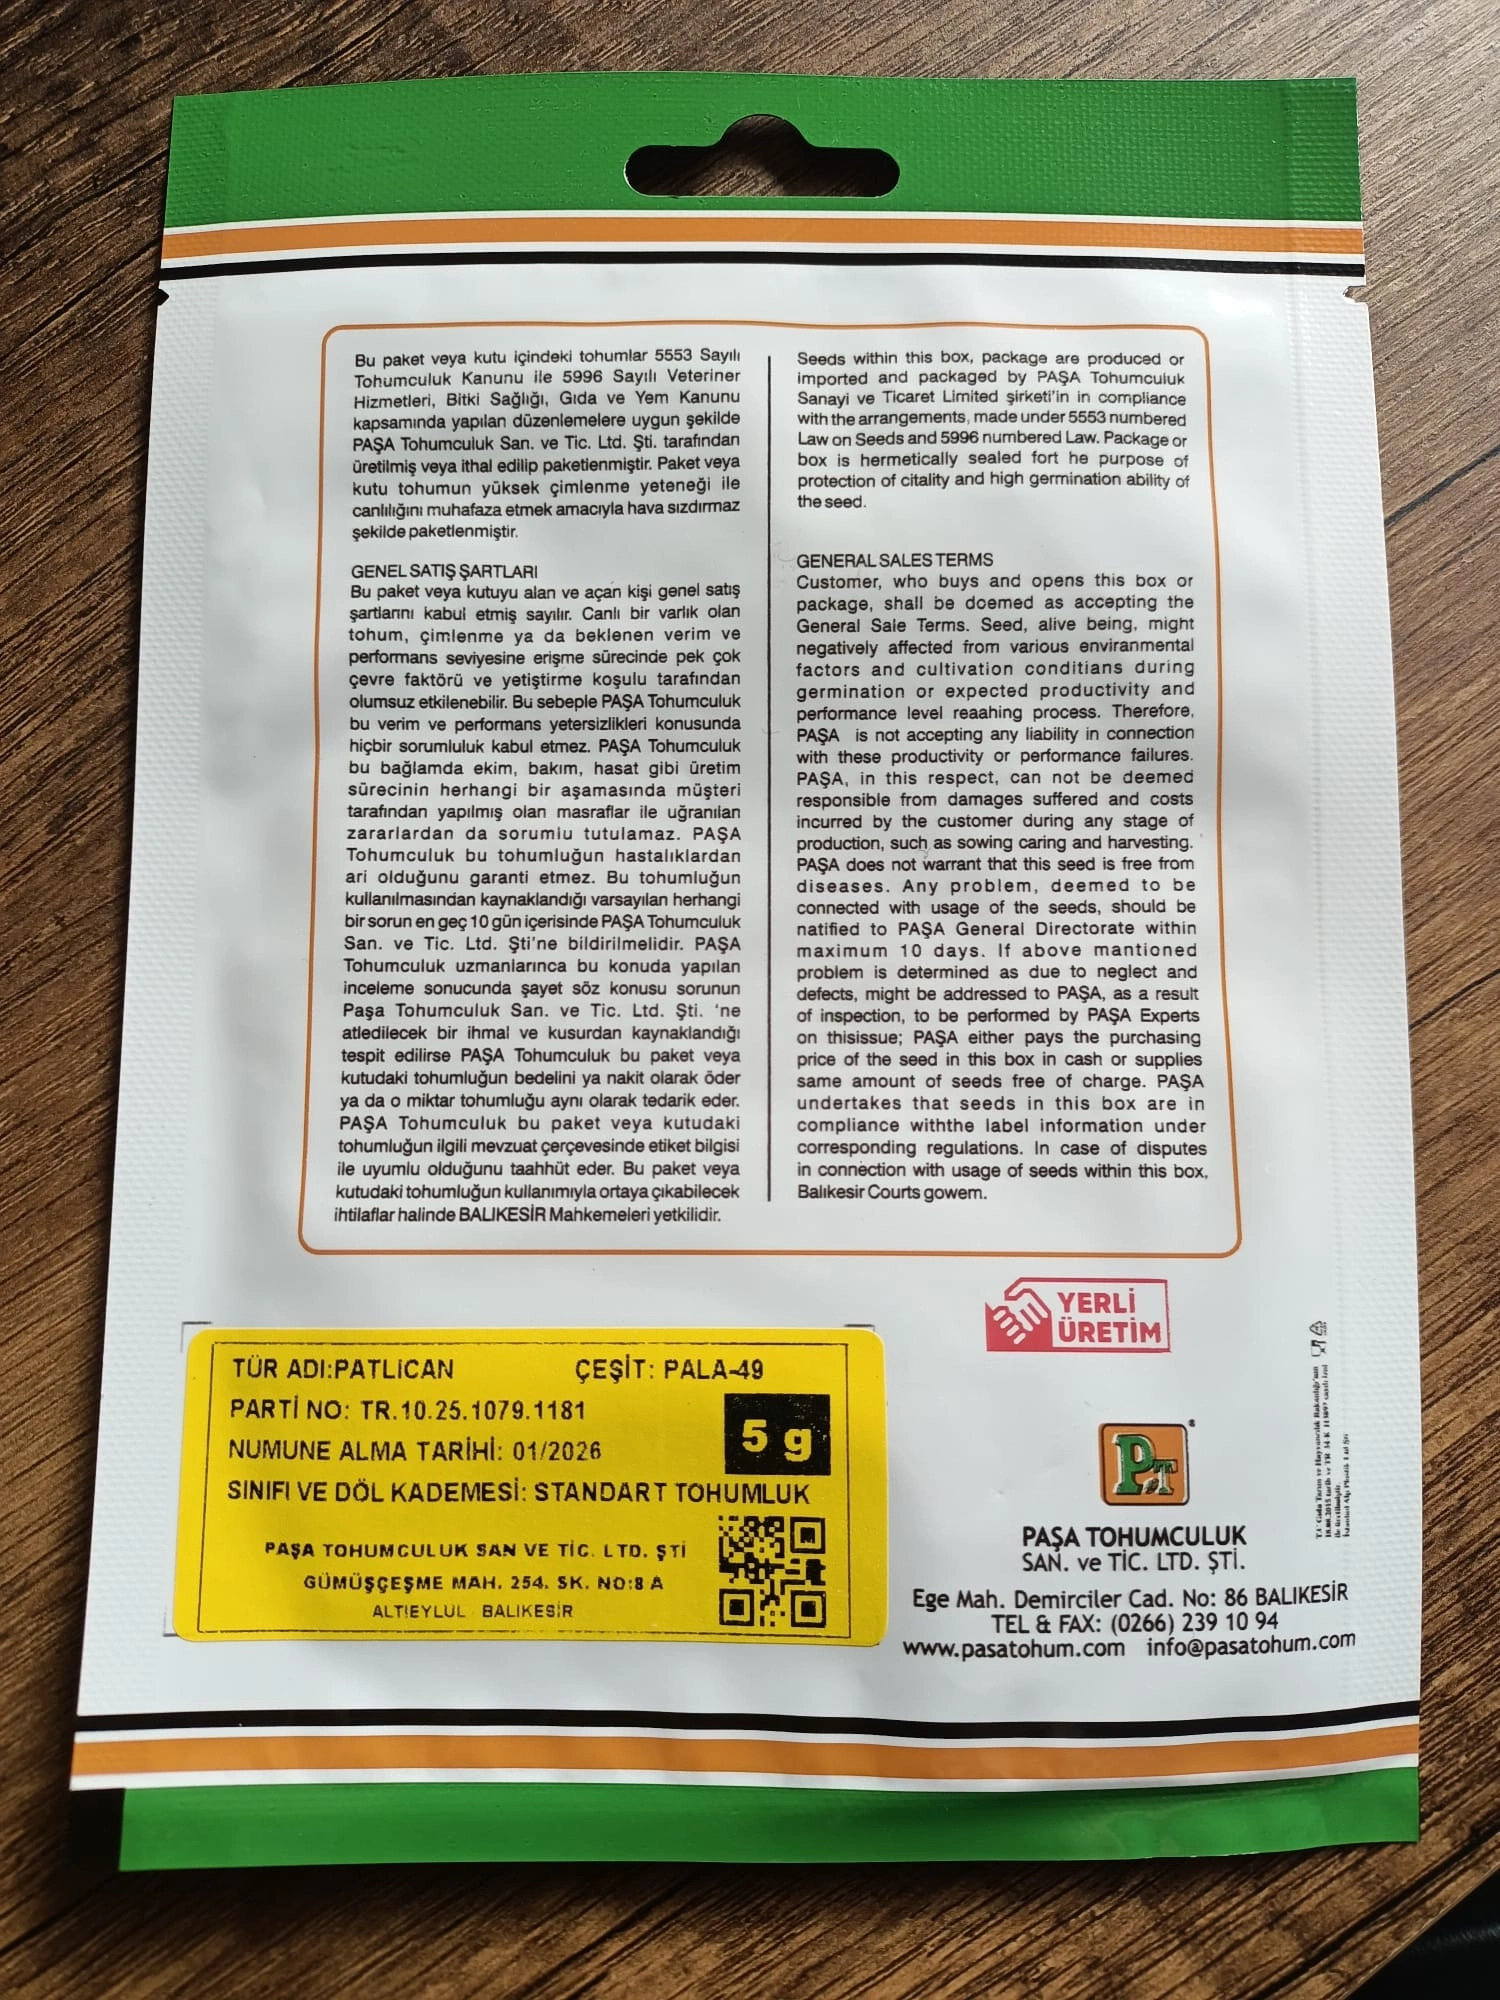 Bu paket veya kutu içindeki tohumlar 5553 Sayılı
Tohumculuk Kanunu ile 5996 Sayılı Veteriner
Hizmetleri, Bitki Sağlığı, Gıda ve Yem Kanunu
kapsamında yapılan düzenlemelere uygun şekilde
PAŞA Tohumculuk San. ve Tic. Ltd. Şti. tarafından
üretilmiş veya ithal edilip paketlenmiştir. Paket veya
kutu tohumun yüksek çimlenme yeteneği ile
canlılığını muhafaza etmek amacıyla hava sızdırmaz
şekilde paketlenmiştir.
GENEL SATIŞ ŞARTLARI
Bu paket veya kutuyu alan ve açan kişi genel satış
şartlarını kabul etmiş sayılır. Canlı bir varlık olan
tohum, çimlenme ya da beklenen verim ve
performans seviyesine erişme sürecinde pek çok
çevre faktörü ve yetiştirme koşulu tarafından
olumsuz etkilenebilir. Bu sebeple PAŞA Tohumculuk
bu verim ve performans yetersizlikleri konusunda
hiçbir sorumluluk kabul etmez. PAŞA Tohumculuk
bu bağlamda ekim, bakım, hasat gibi üretim
sürecinin herhangi bir aşamasında müşteri
tarafından yapılmış olan masraflar ile uğranılan
zararlardan da sorumlu tutulamaz. PAŞA
Tohumculuk bu tohumluğun hastalıklardan
ari olduğunu garanti etmez. Bu tohumluğun
kullanılmasından kaynaklandığı varsayılan herhangi
bir sorun en geç 10 gün içerisinde PAŞA Tohumculuk
San. ve Tic. Ltd. Şti'ne bildirilmelidir. PAŞA
Tohumculuk uzmanlarınca bu konuda yapılan
inceleme sonucunda şayet söz konusu sorunun
Paşa Tohumculuk San. ve Tic. Ltd. Şti. 'ne
atledilecek bir ihmal ve kusurdan kaynaklandığı
tespit edilirse PAŞA Tohumculuk bu paket veya
kutudaki tohumluğun bedelini ya nakit olarak öder
ya da o miktar tohumluğu aynı olarak tedarik eder.
PAŞA Tohumculuk bu paket veya kutudaki
tohumluğun ilgili mevzuat çerçevesinde etiket bilgisi
ile uyumlu olduğunu taahhüt eder. Bu paket veya
kutudaki tohumluğun kullanımıyla ortaya çıkabilecek
ihtilaflar halinde BALIKESİR Mahkemeleri yetkilidir.
Seeds within this box, package are produced or
imported and packaged by PAŞA Tohumculuk
Sanayi ve Ticaret Limited şirketi'in in compliance
with the arrangements, made under 5553 numbered
Law on Seeds and 5996 numbered Law. Package or
box is hermetically sealed fort he purpose of
protection of citality and high germination ability of
the seed.
GENERAL SALES TERMS
Customer, who buys and opens this box or
package, shall be doemed as accepting the
General Sale Terms. Seed, alive being, might
negatively affected from various enviranmental
factors and cultivation conditians during
germination or expected productivity and
performance level reaahing process. Therefore,
PAŞA is not accepting any liability in connection
with these productivity or performance failures.
PAŞA, in this respect, can not be deemed
responsible from damages suffered and costs
incurred by the customer during any stage of
production, such as sowing caring and harvesting.
PAŞA does not warrant that this seed is free from
diseases. Any problem, deemed to be
connected with usage of the seeds, should be
natified to PAŞA General Directorate within
maximum 10 days. If above mantioned
problem is determined as due to neglect and
defects, might be addressed to PAŞA, as a result
of inspection, to be performed by PAŞA Experts
on thisissue; PAŞA either pays the purchasing
price of the seed in this box in cash or supplies
same amount of seeds free of charge. PAŞA
undertakes that seeds in this box are in
compliance withthe label information under
corresponding regulations. In case of disputes
in connection with usage of seeds within this box,
Balıkesir Courts gowem.
YERLİ
ÜRETİM
TÜR ADI:PATLICAN ÇEŞİT: PALA-49
PARTİ NO: TR.10.25.1079.1181
5 g
NUMUNE ALMA TARİHİ: 01/2026
SINIFI VE DÖL KADEMESİ: STANDART TOHUMLUK
PAŞA TOHUMCULUK SAN VE TİC. LTD. ŞTİ
GÜMÜŞÇEŞME MAH. 254. SK. NO:8 A
ALTIEYLUL BALIKESİR
PT
PAŞA TOHUMCULUK
SAN. ve TİC. LTD. ŞTİ.
Ege Mah. Demirciler Cad. No: 86 BALIKESİR
TEL & FAX: (0266) 239 10 94
www.pasatohum.com info@pasatohum.com